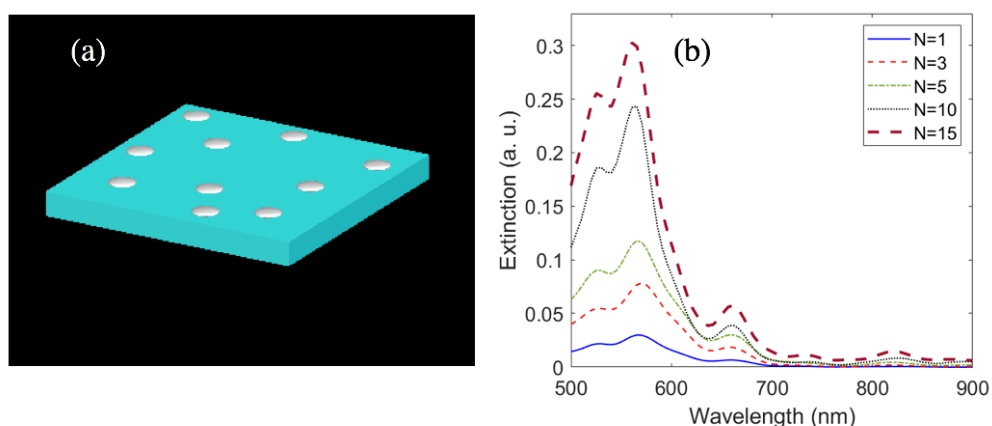 (a)
(b)
N=1
N=3
N=5
N=10
N=15
Extinction (a. u.)
0.3
0.25
0.2
0.15
0.1
0.05
0
500
600
700
800
900
Wavelength (nm)